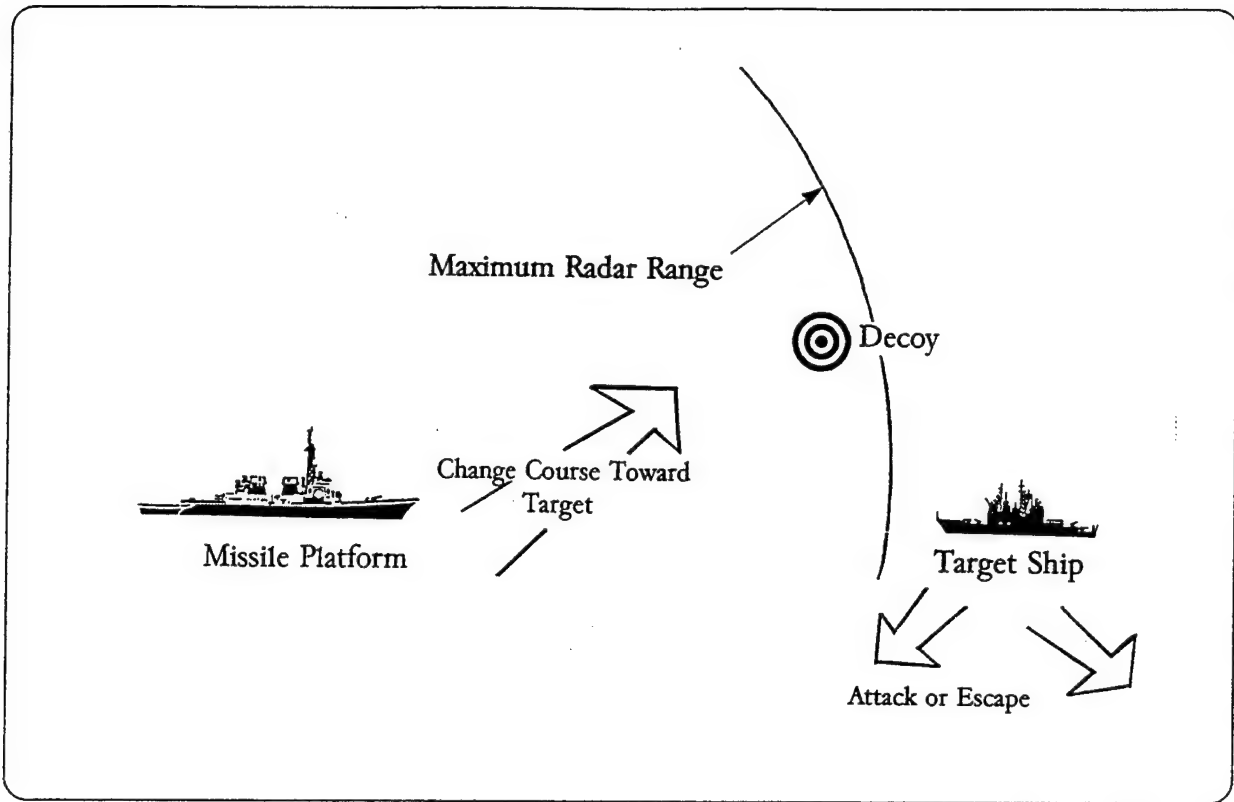 Maximum Radar Range
Decoy
Change Course Toward
Target
Missile Platform
Target Ship
Attack or Escape